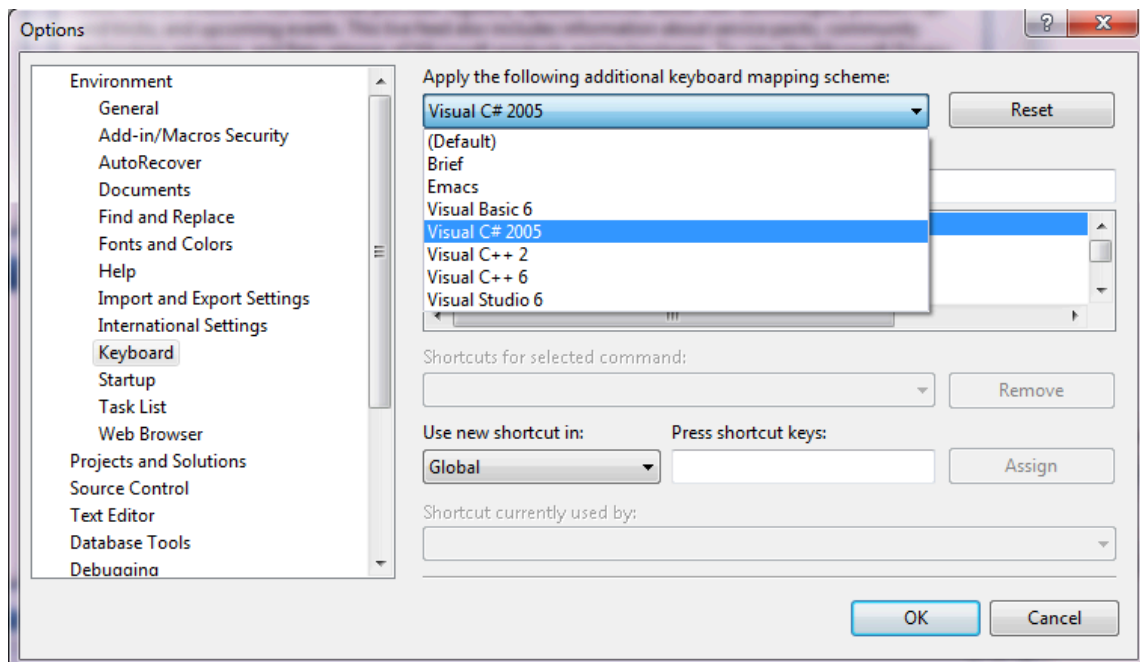 Options
Environment
General
Add-in/Macros Security
AutoRecover
Documents
Find and Replace
Fonts and Colors
Help
Import and Export Settings
International Settings
Keyboard
Startup
Task List
Web Browser
Projects and Solutions
Source Control
Text Editor
Database Tools
Debugging
Apply the following additional keyboard mapping scheme:
Visual C# 2005
Reset
(Default)
Brief
Emacs
Visual Basic 6
Visual C# 2005
Visual C++ 2
Visual C++ 6
Visual Studio 6
Shortcuts for selected command:
Remove
Use new shortcut in:
Press shortcut keys:
Global
Assign
Shortcut currently used by:
OK
Cancel